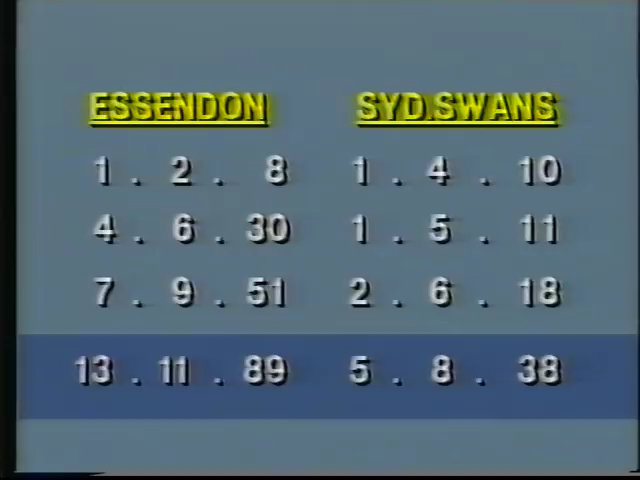 ESSENDON SYD.SWANS
1 . 2 . 8 1 . 4 . 10
4 . 6 . 30 1 . 5 . 11
7 . 9 . 51 2 . 6 . 18
13 . 11 . 89 5 . 8 . 38